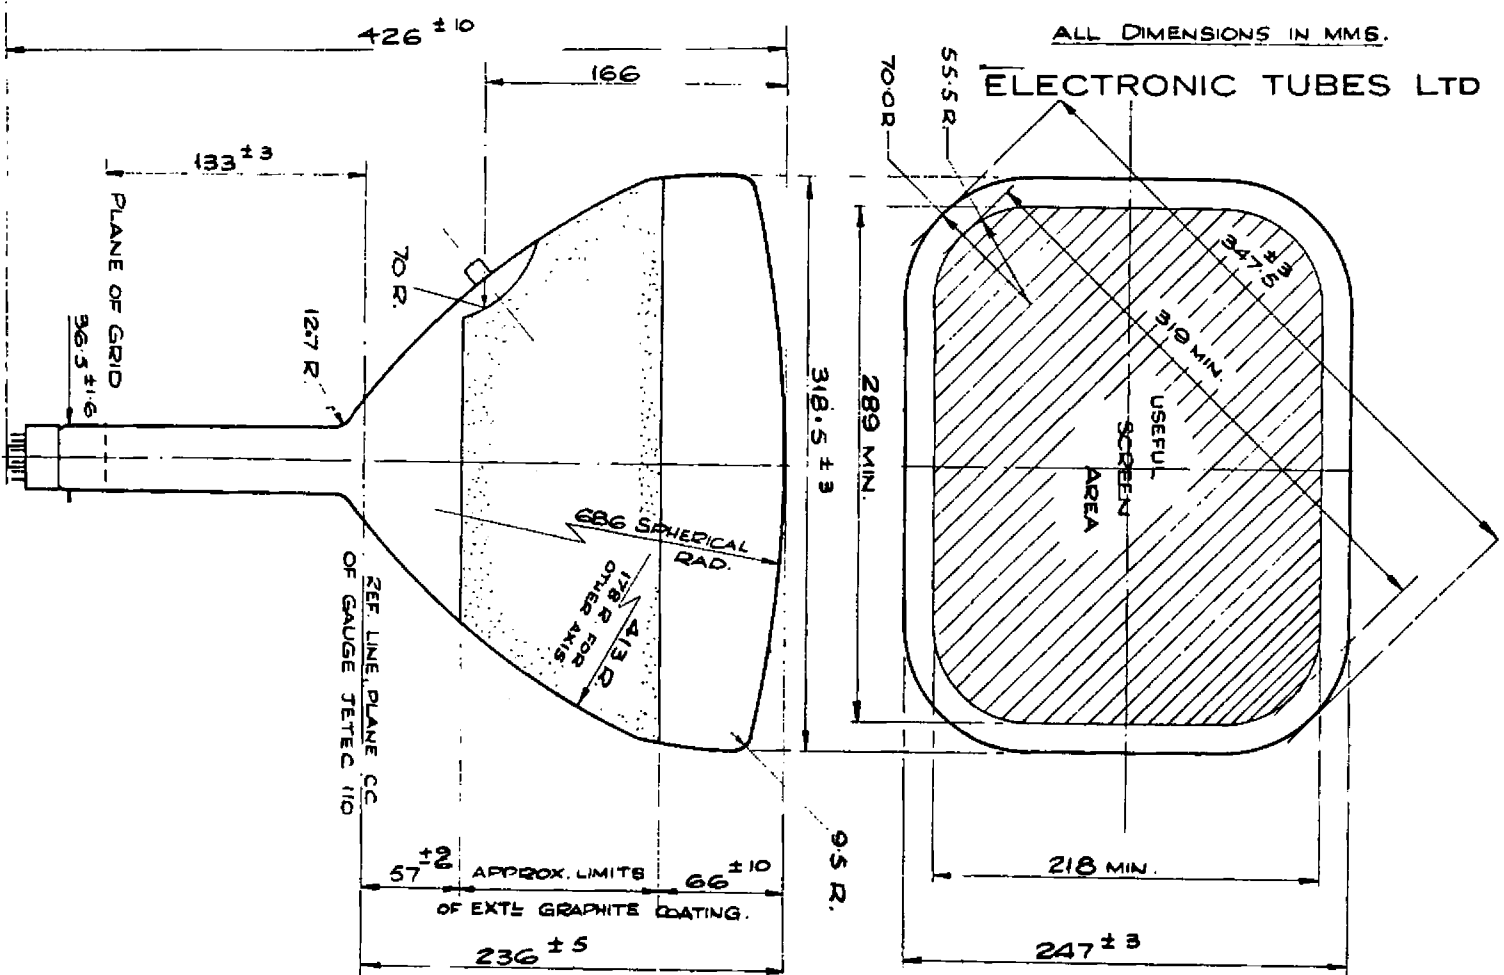 426 ± 10
166
133 ± 3
PLANE OF GRID
36.5 ± 1.6
12.7 R.
70 R.
REF LINE, PLANE CC
OF GAUGE JETEC 110
686 SPHERICAL
RAD.
413 R.
178 R FOR
OTHER AXIS
318.5 ± 3
289 MIN.
9.5 R.
APPROX. LIMITS
OF EXTL GRAPHITE COATING.
66 ± 10
236 ± 5
ALL DIMENSIONS IN MMS.
ELECTRONIC TUBES LTD
70.0 R
55.5 R.
347.5 ± 3
319 MIN.
USEFUL
SCREEN
AREA
218 MIN.
247 ± 3